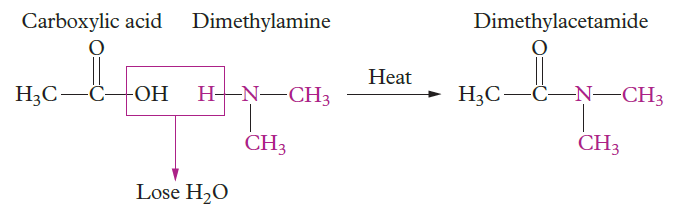 Carboxylic acid Dimethylamine Dimethylacetamide
O O
H₃C—C—OH H—N—CH₃ Heat H₃C—C—N—CH₃
CH₃ CH₃
Lose H₂O